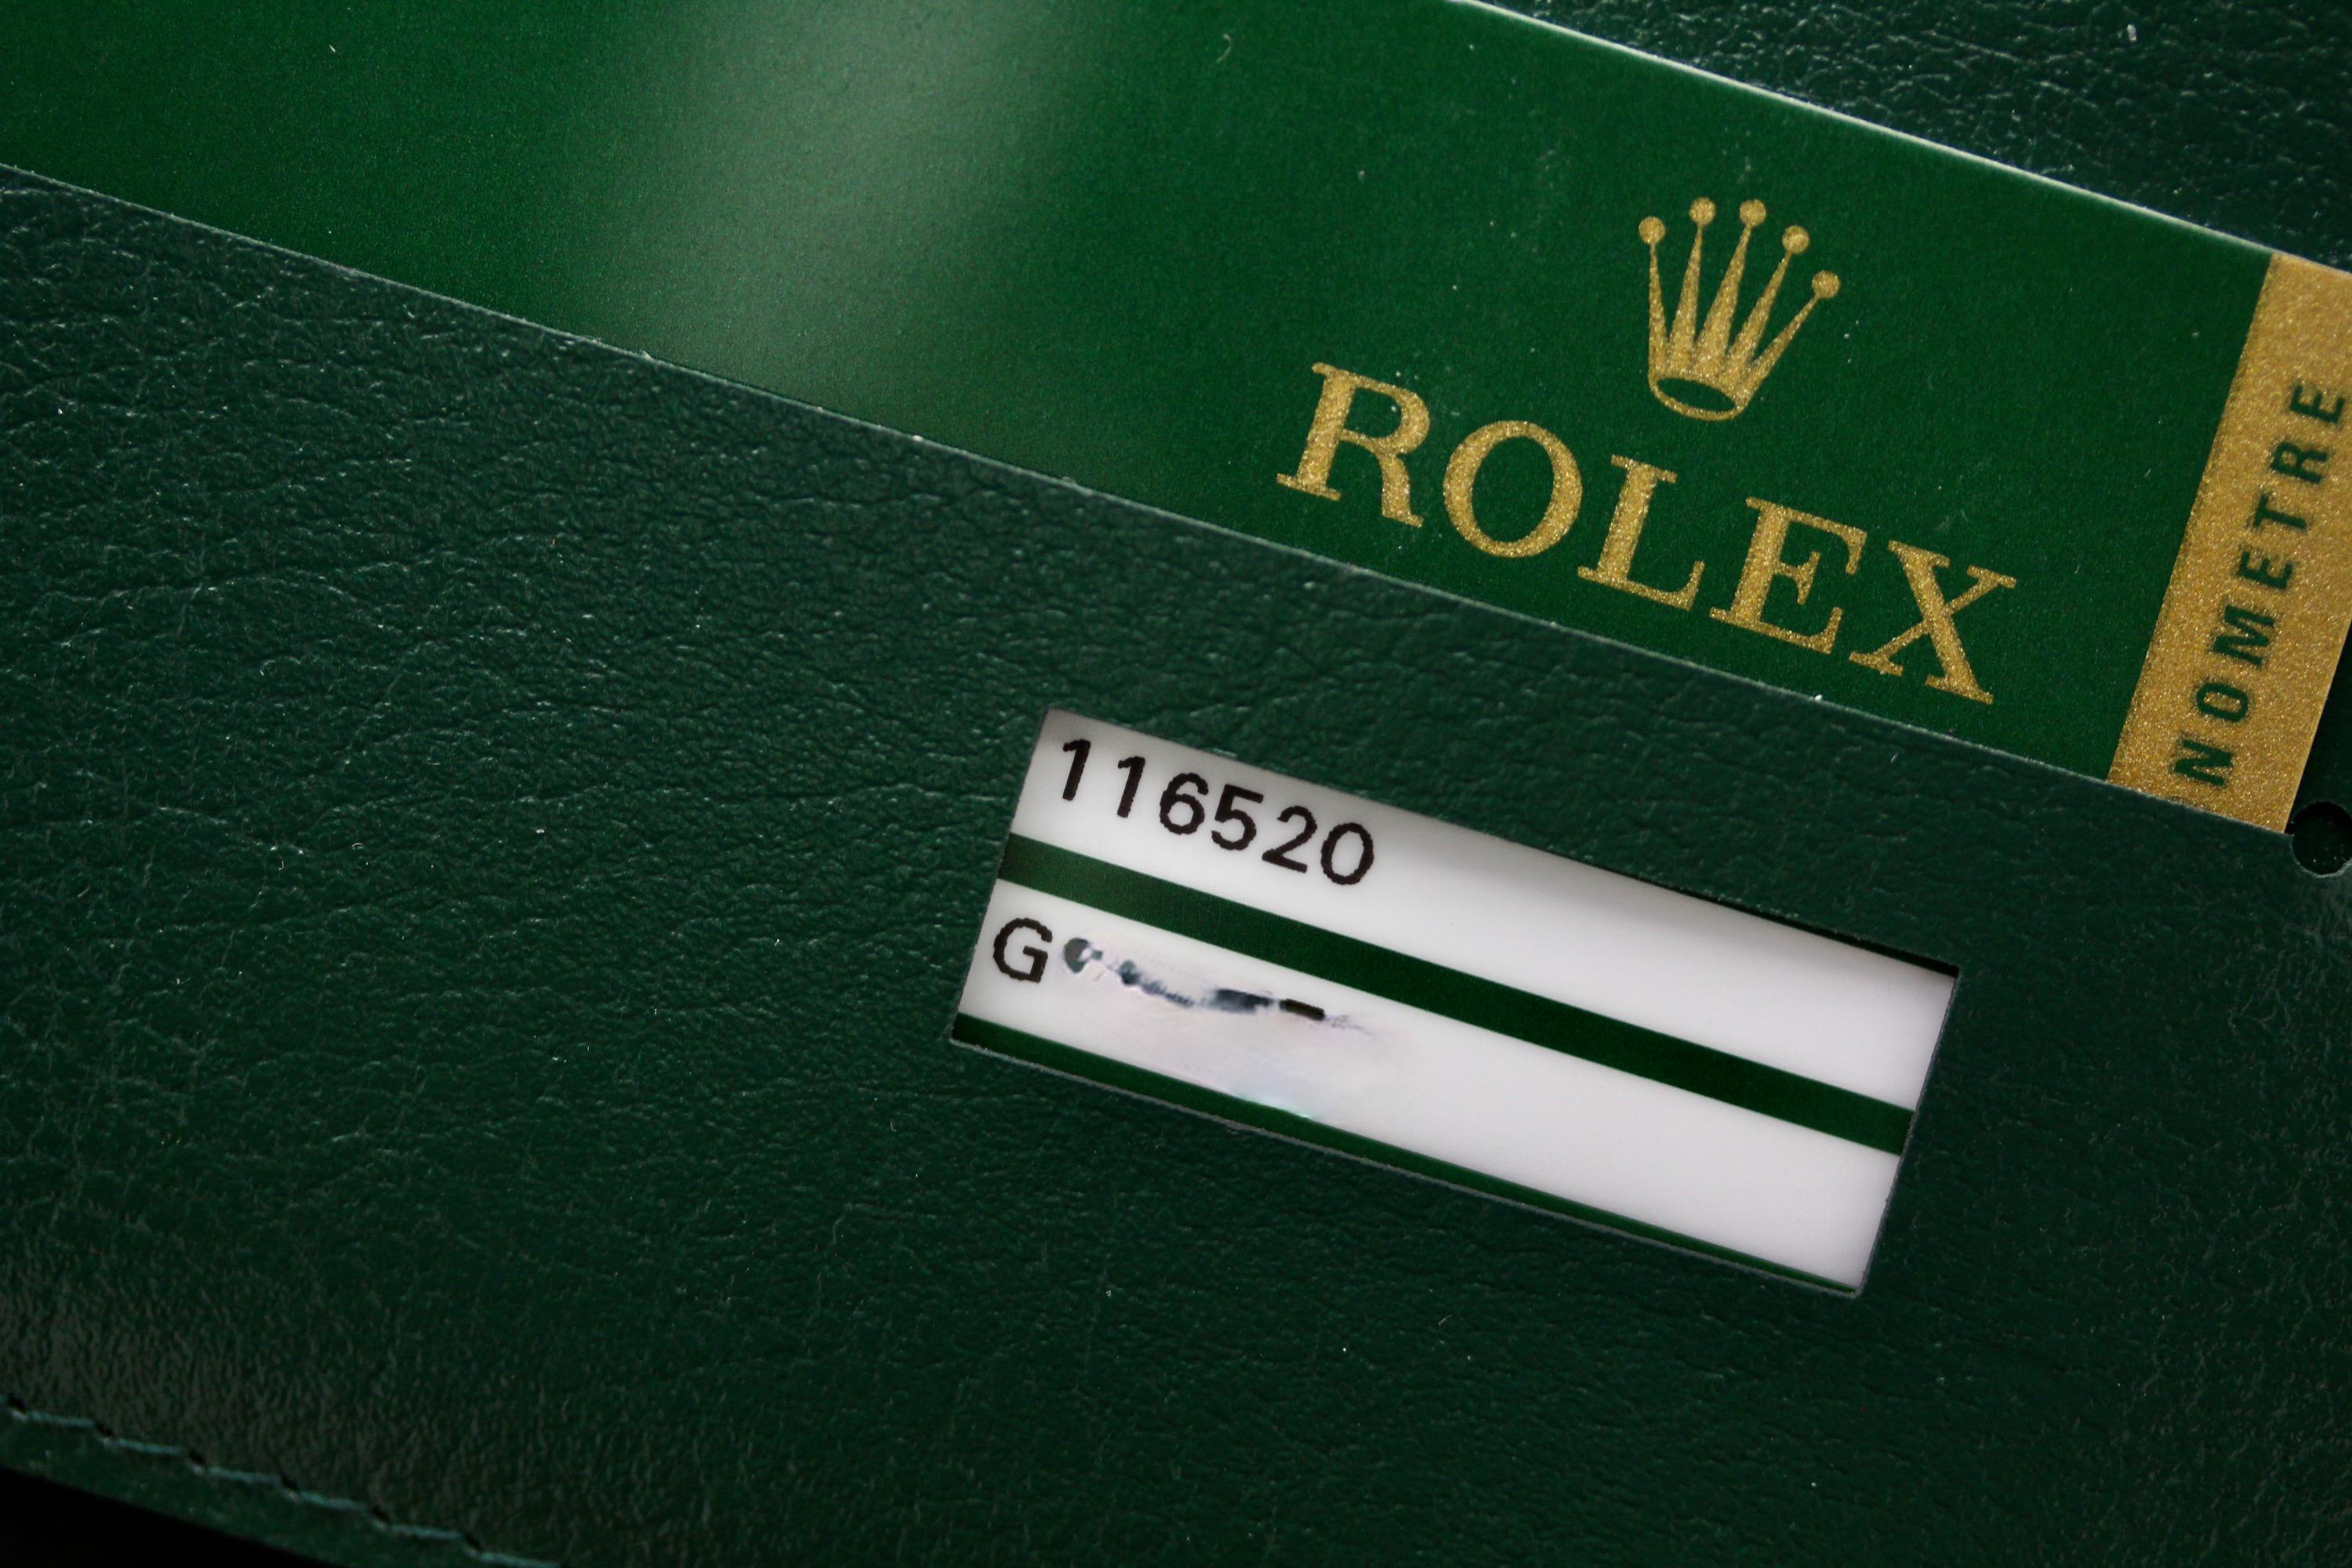 ROLEX
NOMETRE
116520
G